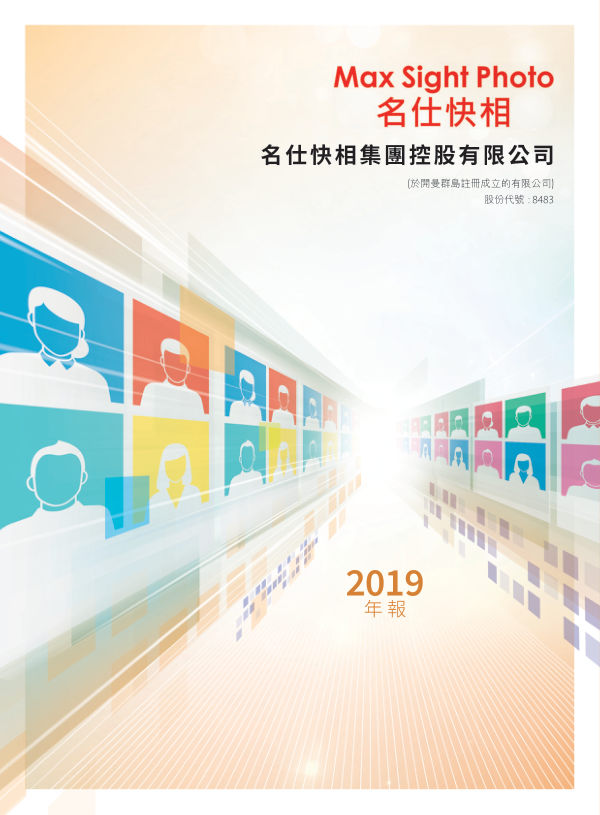 Max Sight Photo
名仕快相
名仕快相集團控股有限公司
(於開曼群島註冊成立的有限公司)
股份代號 : 8483
2019
年報